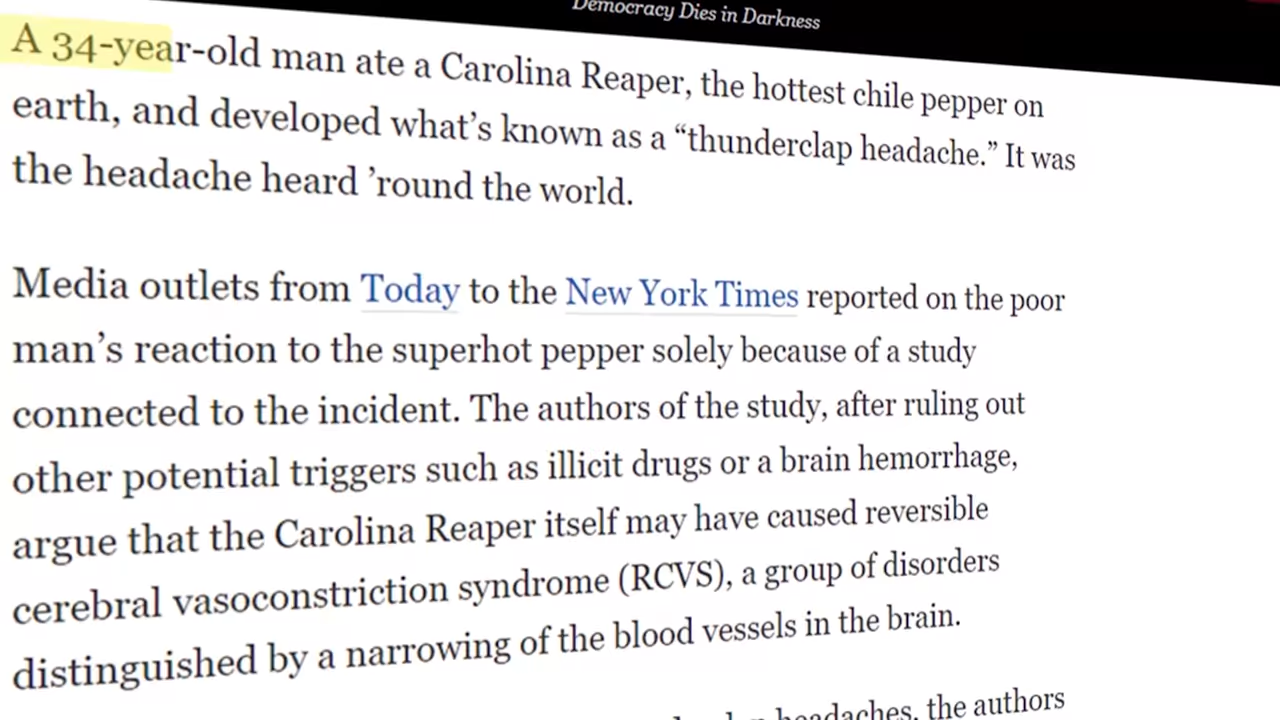 Democracy Dies in Darkness
A 34-year-old man ate a Carolina Reaper, the hottest chile pepper on
earth, and developed what’s known as a “thunderclap headache.” It was
the headache heard ’round the world.
Media outlets from Today to the New York Times reported on the poor
man’s reaction to the superhot pepper solely because of a study
connected to the incident. The authors of the study, after ruling out
other potential triggers such as illicit drugs or a brain hemorrhage,
argue that the Carolina Reaper itself may have caused reversible
cerebral vasoconstriction syndrome (RCVS), a group of disorders
distinguished by a narrowing of the blood vessels in the brain.
headaches, the authors